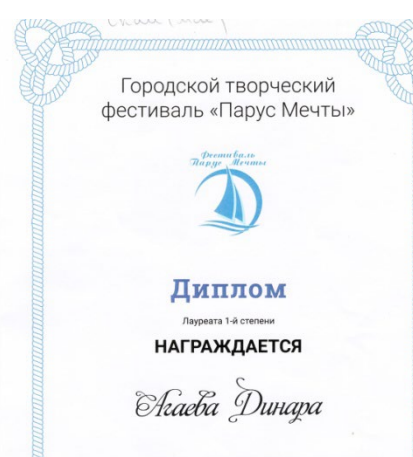 Городской творческий
фестиваль «Парус Мечты»
Фестиваль
Парус Мечты
Диплом
Лауреата 1-й степени
НАГРАЖДАЕТСЯ
Агаева Динара